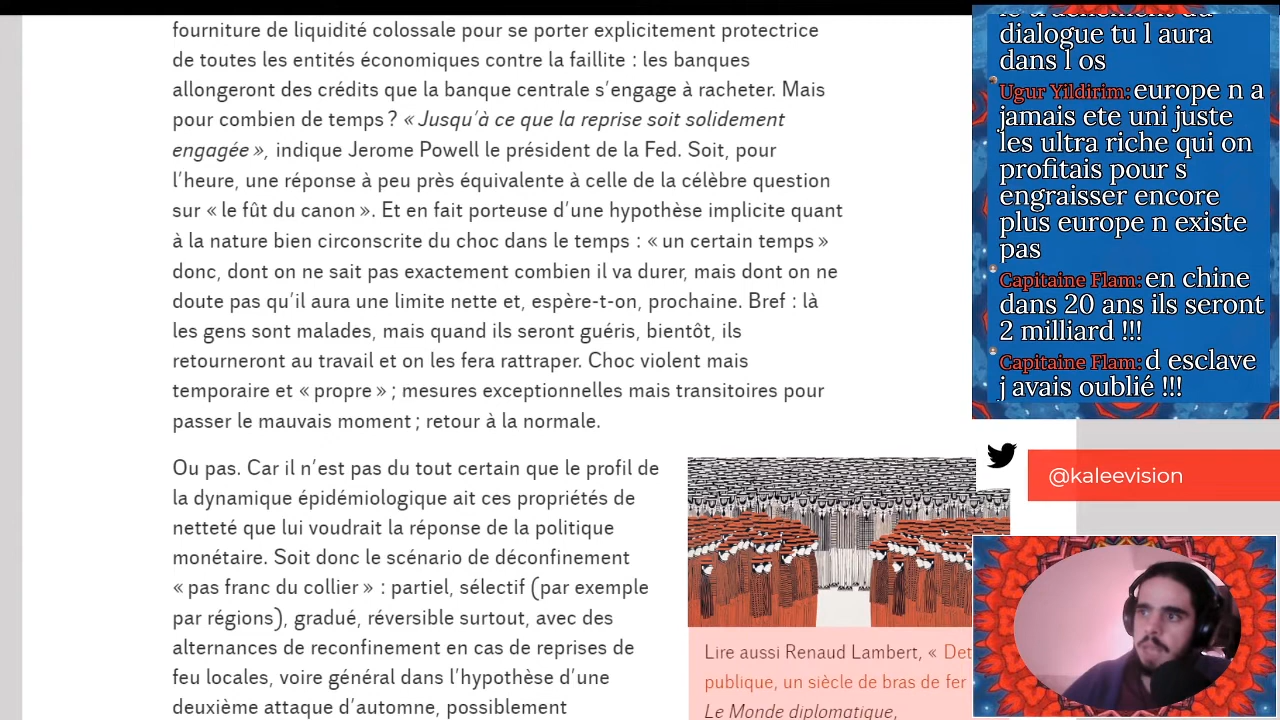 fourniture de liquidité colossale pour se porter explicitement protectrice
de toutes les entités économiques contre la faillite : les banques
allongeront des crédits que la banque centrale s’engage à racheter. Mais
pour combien de temps ? « Jusqu’à ce que la reprise soit solidement
engagée », indique Jerome Powell le président de la Fed. Soit, pour
l’heure, une réponse à peu près équivalente à celle de la célèbre question
sur « le fût du canon ». Et en fait porteuse d’une hypothèse implicite quant
à la nature bien circonscrite du choc dans le temps : « un certain temps »
donc, dont on ne sait pas exactement combien il va durer, mais dont on ne
doute pas qu’il aura une limite nette et, espère-t-on, prochaine. Bref : là
les gens sont malades, mais quand ils seront guéris, bientôt, ils
retourneront au travail et on les fera rattraper. Choc violent mais
temporaire et « propre » ; mesures exceptionnelles mais transitoires pour
passer le mauvais moment ; retour à la normale.
Ou pas. Car il n’est pas du tout certain que le profil de
la dynamique épidémiologique ait ces propriétés de
netteté que lui voudrait la réponse de la politique
monétaire. Soit donc le scénario de déconfinement
« pas franc du collier » : partiel, sélectif (par exemple
par régions), gradué, réversible surtout, avec des
alternances de reconfinement en cas de reprises de
feu locales, voire général dans l’hypothèse d’une
deuxième attaque d’automne, possiblement
Lire aussi Renaud Lambert, « Det
publique, un siècle de bras de fer
Le Monde diplomatique,
dialogue tu l aura
dans l os
Ugur Yildirim: europe n a
jamais ete uni juste
les ultra riche qui on
profitais pour s
engraisser encore
plus europe n existe
pas
Capitaine Flam: en chine
dans 20 ans ils seront
2 milliard !!!
Capitaine Flam: d esclave
j avais oublié !!!
@kaleevision